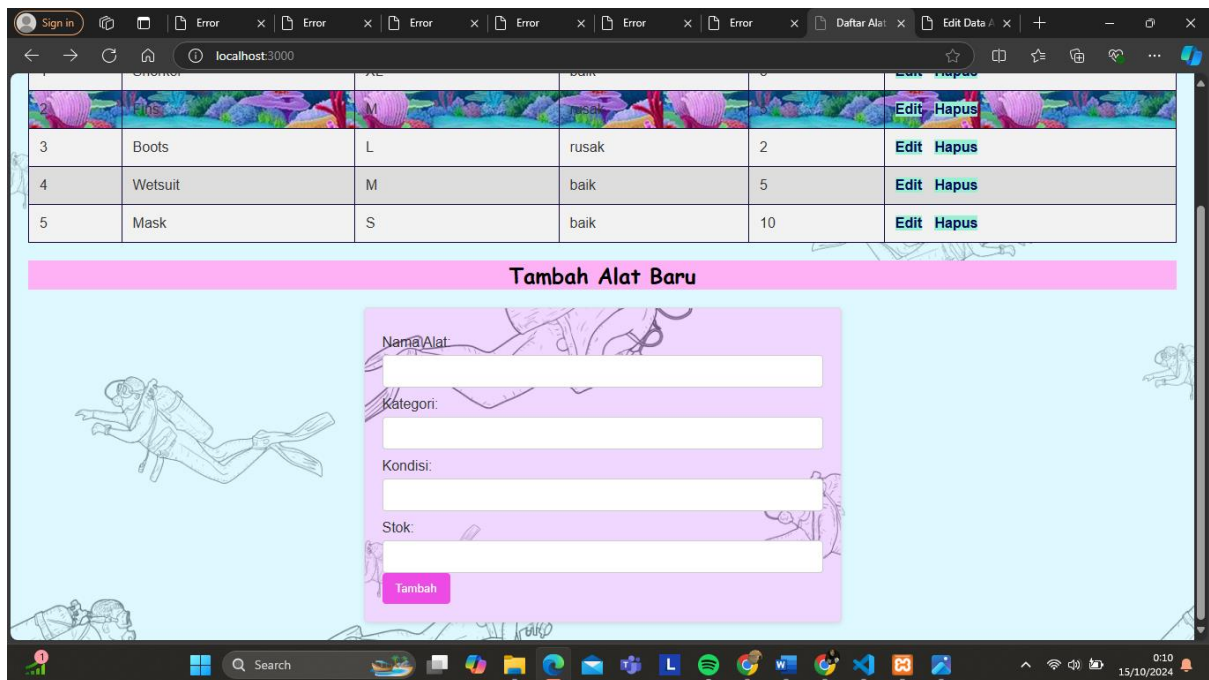 Sign in
Error
Error
Error
Error
Error
Error
Daftar Alat
Edit Data A
localhost:3000
2 Fins M rusak Edit Hapus
3 Boots L rusak 2 Edit Hapus
4 Wetsuit M baik 5 Edit Hapus
5 Mask S baik 10 Edit Hapus
Tambah Alat Baru
Nama Alat:
Kategori:
Kondisi:
Stok:
Tambah
1
Search
L
0:10
15/10/2024